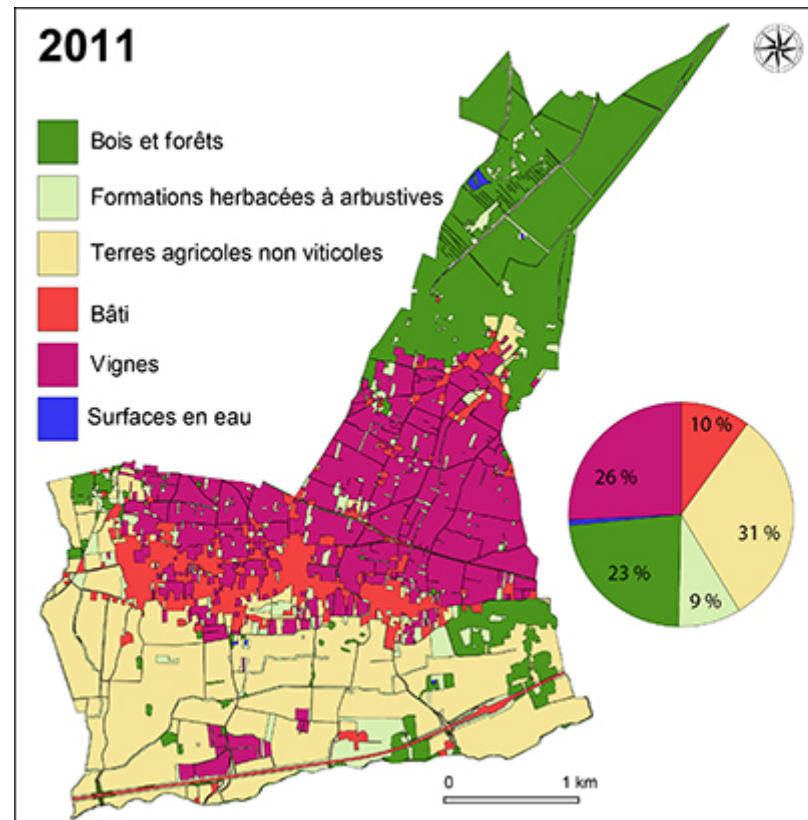 2011
Bois et forêts
Formations herbacées à arbustives
Terres agricoles non viticoles
Bâti
Vignes
Surfaces en eau
10 %
26 %
31 %
23 %
9 %
0 1 km